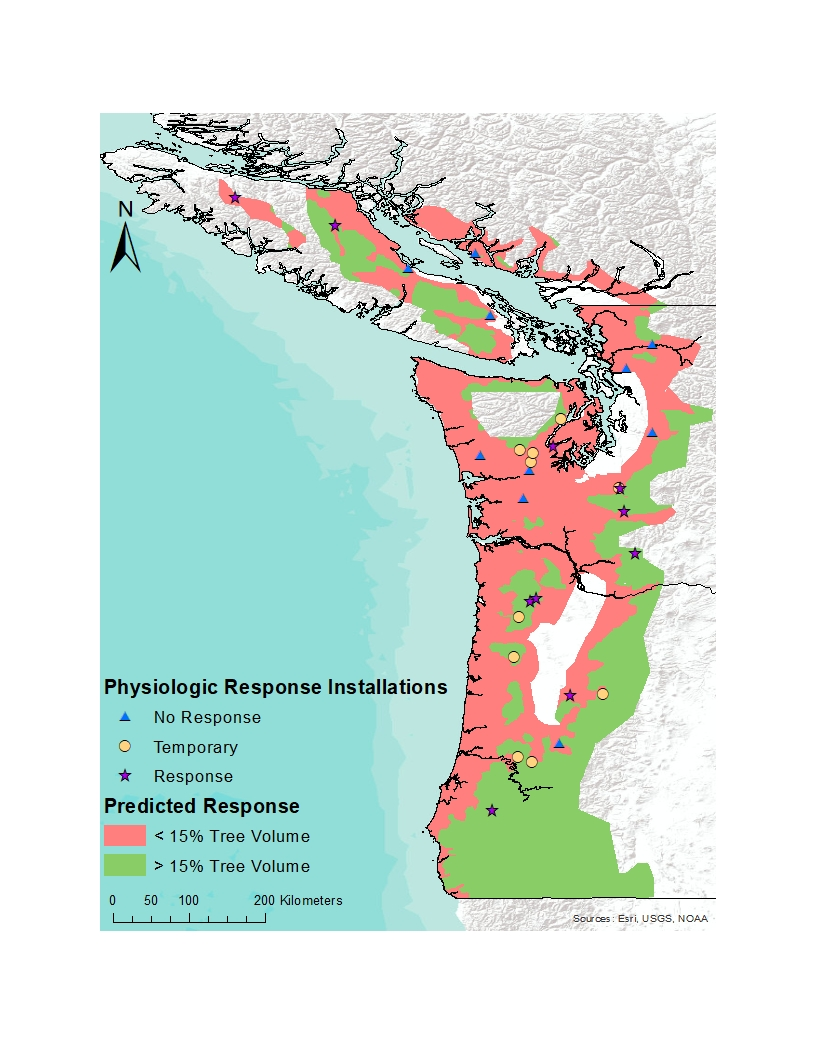 N
Physiologic Response Installations
No Response
Temporary
Response
Predicted Response
< 15% Tree Volume
> 15% Tree Volume
0 50 100 200 Kilometers
Sources: Esri, USGS, NOAA